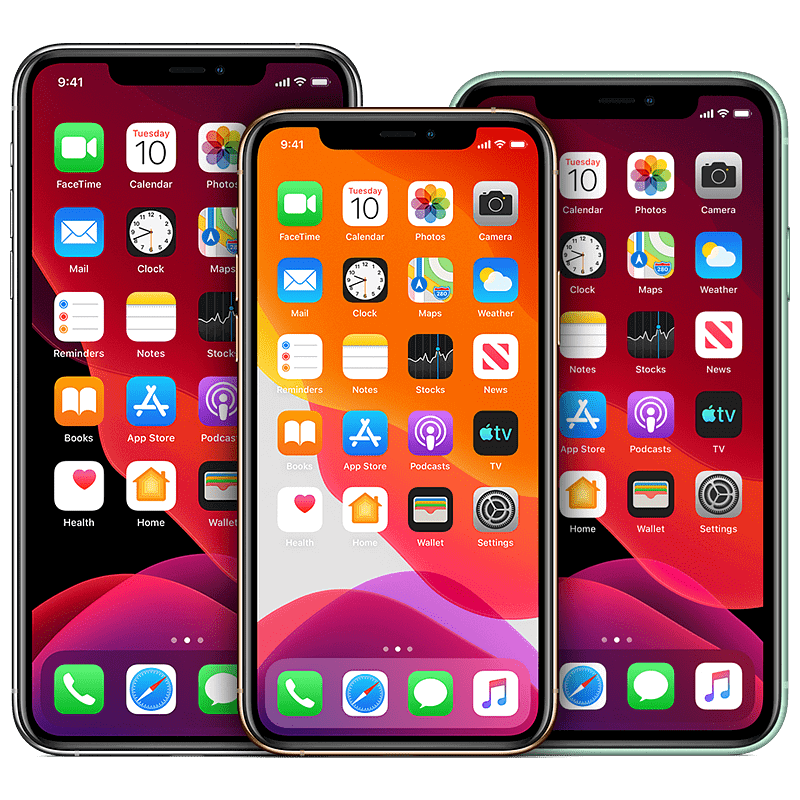 9:41
Tuesday
10
FaceTime
Calendar
Photos
Mail
Clock
Maps
Reminders
Notes
Stocks
Books
App Store
Podcas
Health
Home
Wallet
9:41
Tuesday
10
FaceTime
Calendar
Photos
Camera
280
Mail
Clock
Maps
Weather
Reminders
Notes
Stocks
News
tv
Books
App Store
Podcasts
TV
Health
Home
Wallet
Settings
Tuesday
10
Calendar
Photos
Camera
280
Clock
Maps
Weather
Notes
Stocks
News
tv
App Store
Podcasts
TV
Home
Wallet
Settings